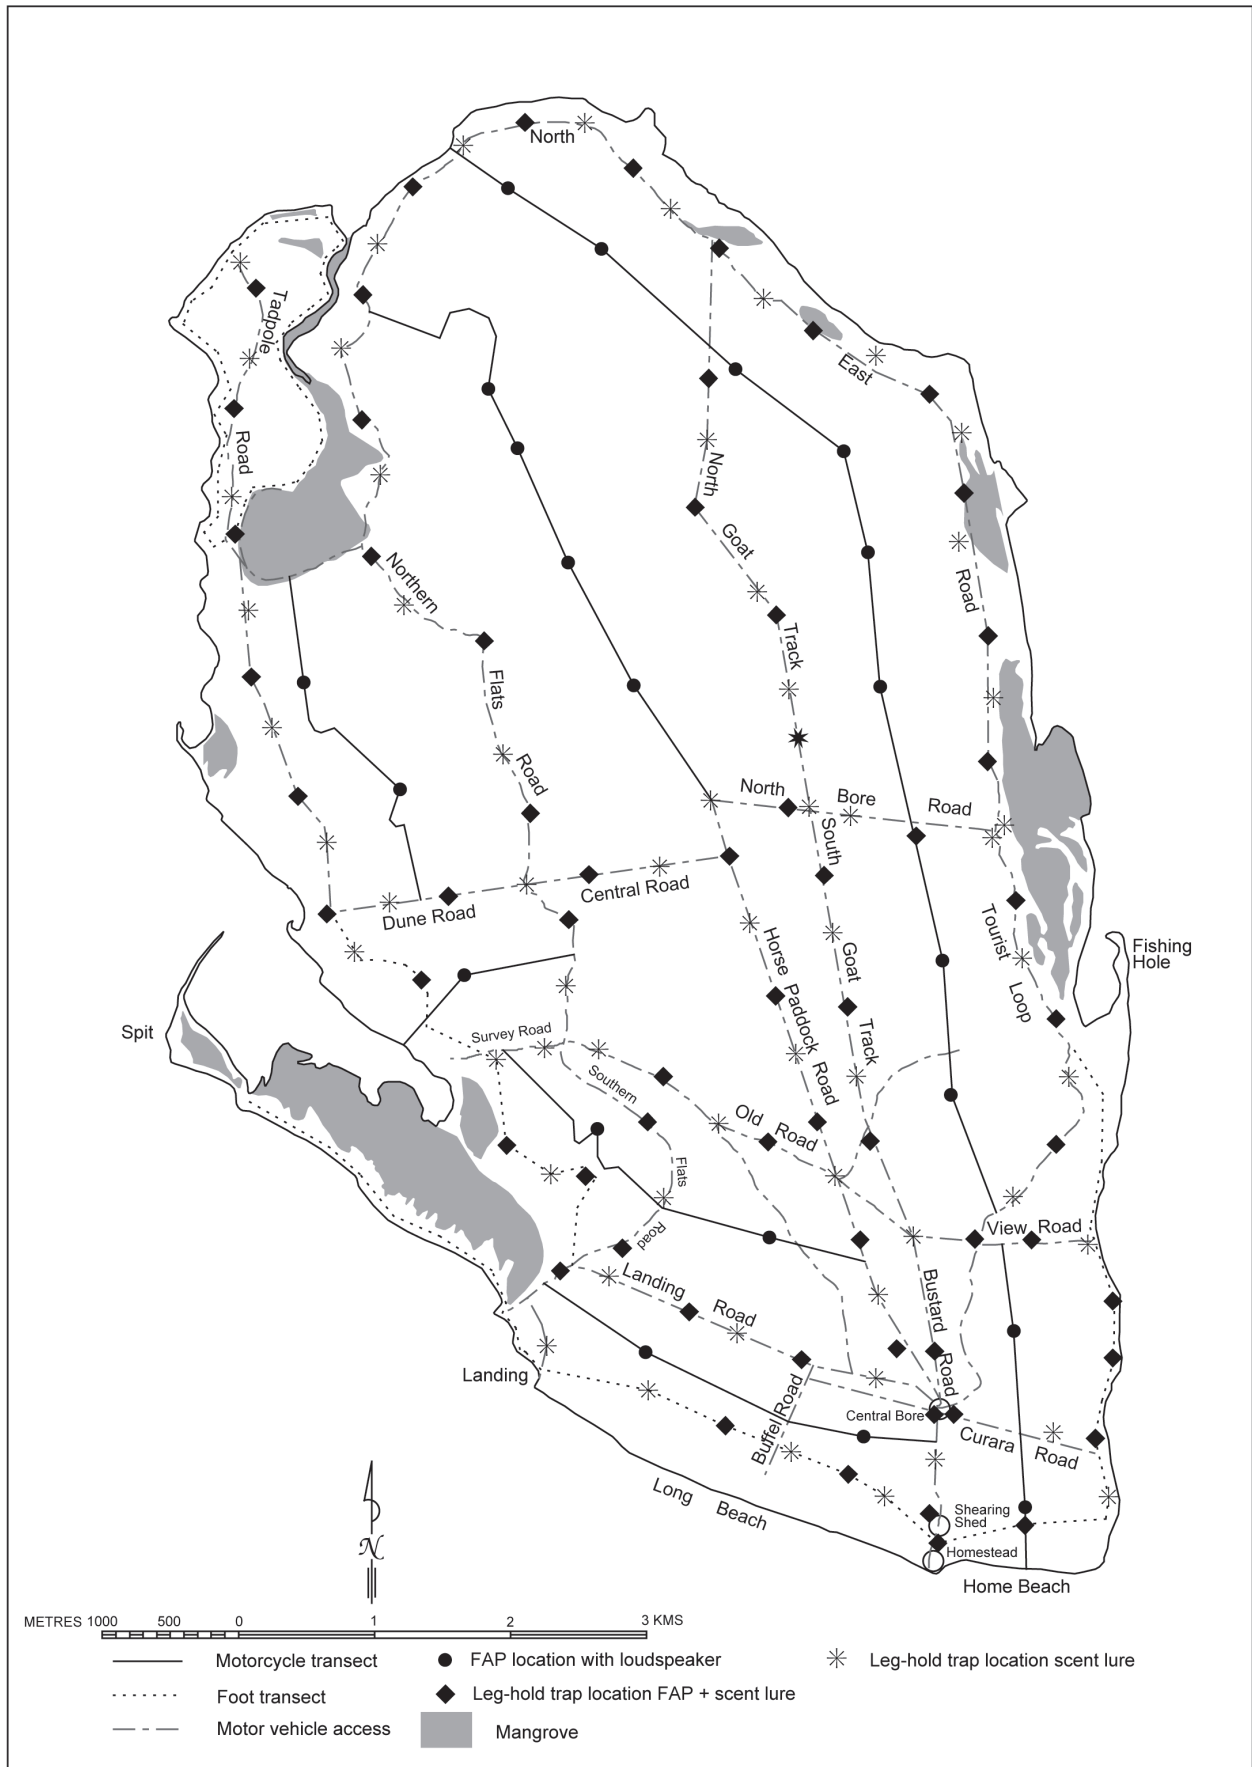 North
Tadpole
Road
East
North
Goat
Track
Road
Northern
Flats
Road
North Bore Road
South
Goat
Track
Central Road
Dune Road
Horse Paddock Road
Tourist
Loop
Fishing
Hole
Spit
Survey Road
Southern
Flats
Road
Old Road
View Road
Landing
Road
Bustard
Road
Landing
Buffel Road
Central Bore
Curara Road
Long Beach
Shearing
Shed
Homestead
Home Beach
N
METRES 1000 500 0 1 2 3 KMS
Motorcycle transect
FAP location with loudspeaker
Leg-hold trap location scent lure
Foot transect
Leg-hold trap location FAP + scent lure
Motor vehicle access
Mangrove